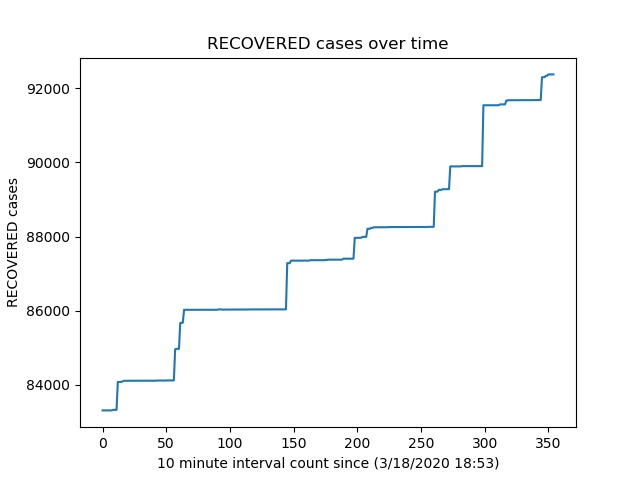 RECOVERED cases over time
RECOVERED cases
92000
90000
88000
86000
84000
0 50 100 150 200 250 300 350
10 minute interval count since (3/18/2020 18:53)